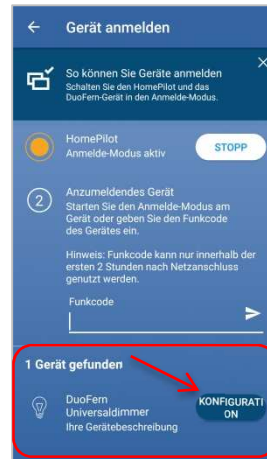 Gerät anmelden
So können Sie Geräte anmelden
Schalten Sie den HomePilot und das
DuoFern-Gerät in den Anmelde-Modus.
HomePilot
Anmelde-Modus aktiv
STOPP
2
Anzumeldendes Gerät
Starten Sie den Anmelde-Modus am
Gerät oder geben Sie den Funkcode
des Gerätes ein.
Hinweis: Funkcode kann nur innerhalb der
ersten 2 Stunden nach Netzanschluss
genutzt werden.
Funkcode
1 Gerät gefunden
DuoFern
Universaldimmer
Ihre Gerätebeschreibung
KONFIGURATI
ON